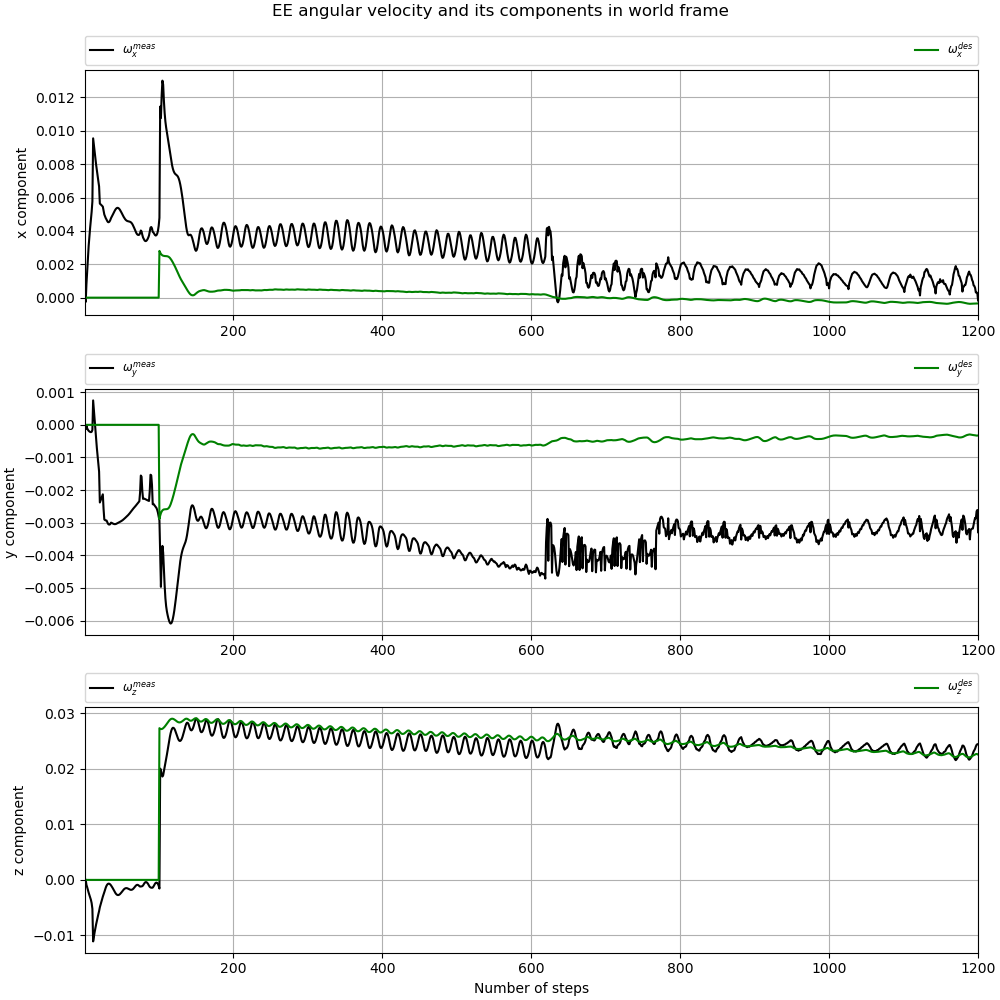 EE angular velocity and its components in world frame
ω_x^{meas} ω_x^{des}
0.012
0.010
0.008
0.006
0.004
0.002
0.000
x component
200 400 600 800 1000 1200
ω_y^{meas} ω_y^{des}
0.001
0.000
−0.001
−0.002
−0.003
−0.004
−0.005
−0.006
y component
200 400 600 800 1000 1200
ω_z^{meas} ω_z^{des}
0.03
0.02
0.01
0.00
−0.01
z component
200 400 600 800 1000 1200
Number of steps